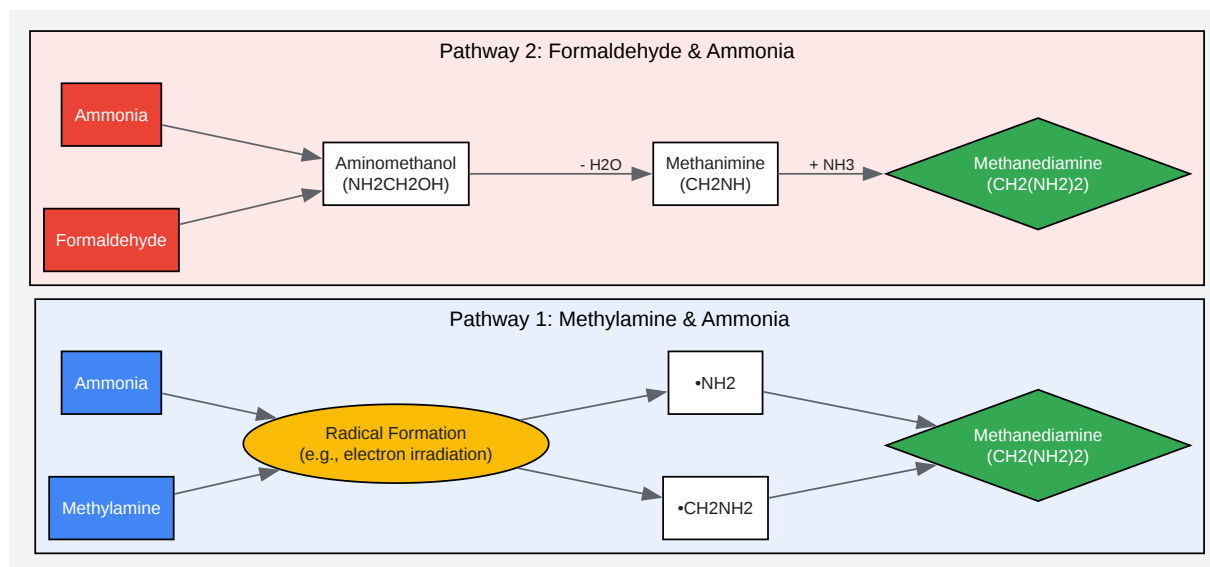 Pathway 2: Formaldehyde & Ammonia
Ammonia
Formaldehyde
Aminomethanol
(NH2CH2OH)
- H2O
Methanimine
(CH2NH)
+ NH3
Methanediamine
(CH2(NH2)2)
Pathway 1: Methylamine & Ammonia
Ammonia
Methylamine
Radical Formation
(e.g., electron irradiation)
•NH2
•CH2NH2
Methanediamine
(CH2(NH2)2)